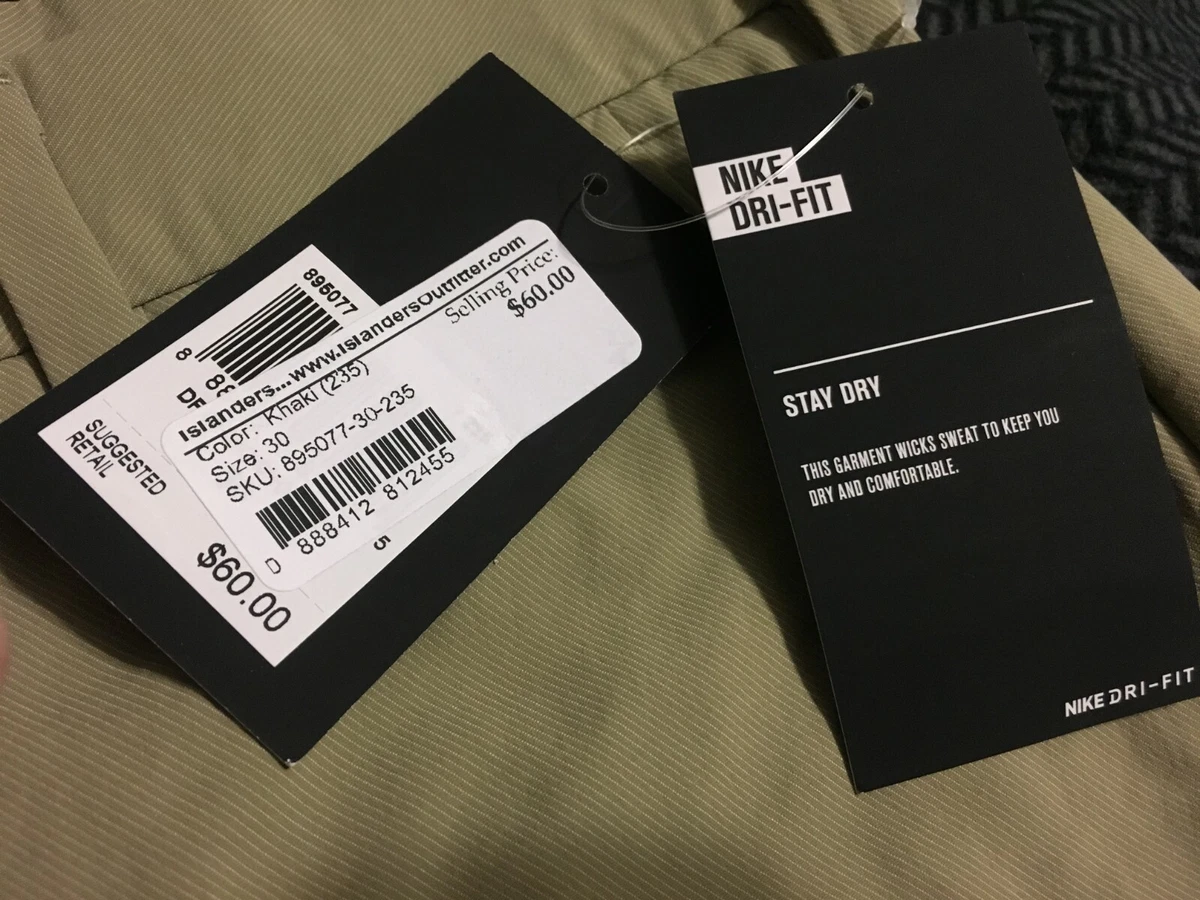 895077
8
SUGGESTED
RETAIL
$60.00
Islanders...www.IslandersOutfitter.com
Selling Price:
$60.00
Color: Khaki (235)
Size: 30
SKU: 895077-30-235
D 888412 812455
5
NIKE
DRI-FIT
STAY DRY
THIS GARMENT WICKS SWEAT TO KEEP YOU
DRY AND COMFORTABLE.
NIKE DRI-FIT